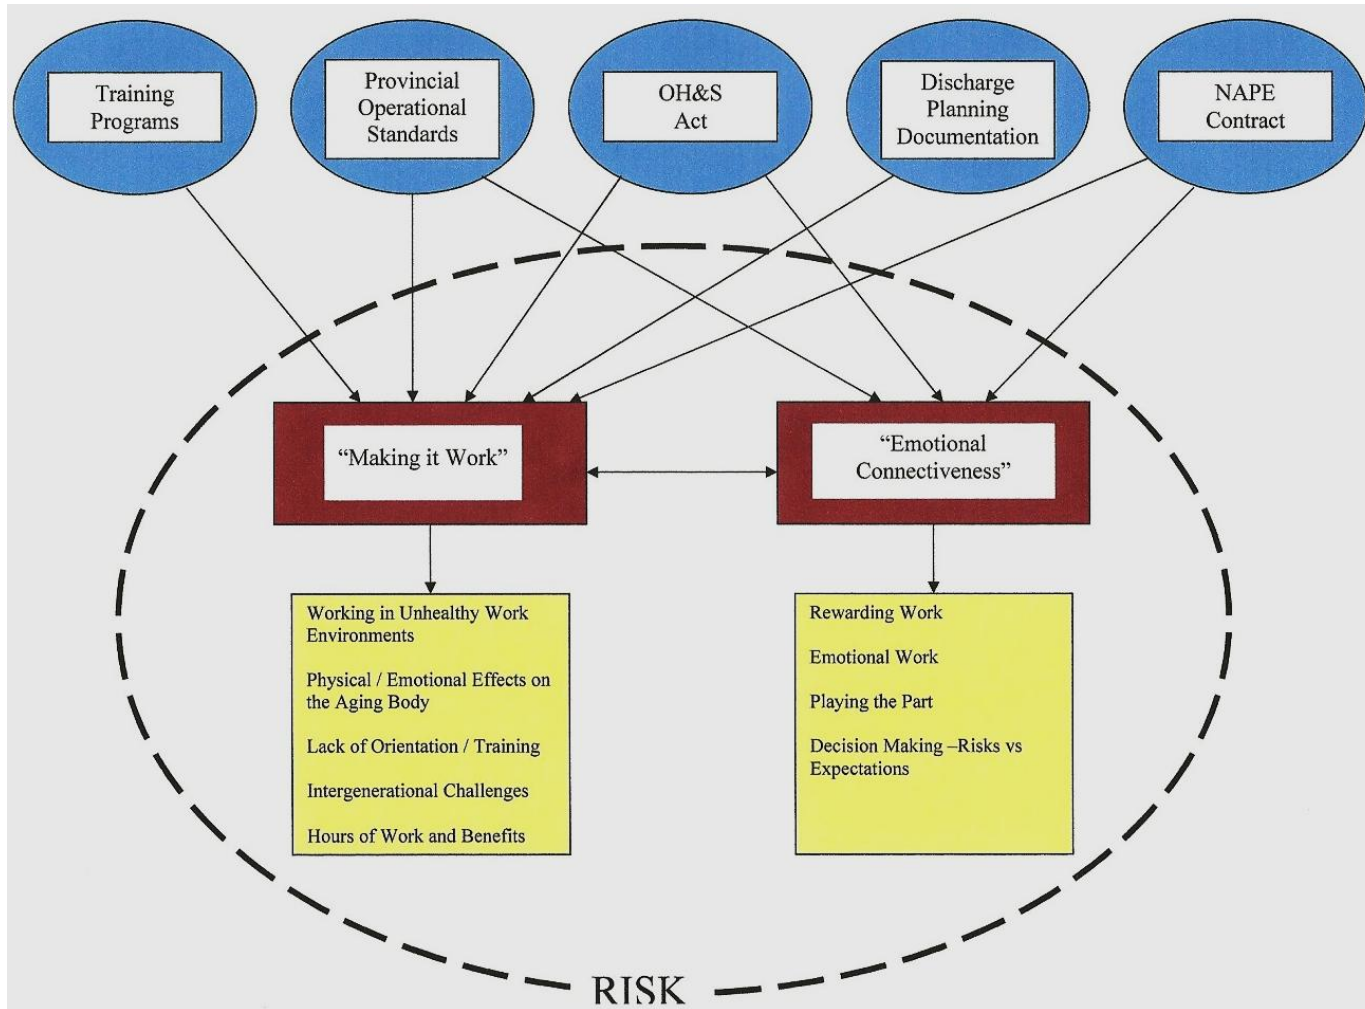 Training
Programs
Provincial
Operational
Standards
OH&S
Act
Discharge
Planning
Documentation
NAPE
Contract
“Making it Work”
“Emotional
Connectiveness”
Working in Unhealthy Work
Environments
Physical / Emotional Effects on
the Aging Body
Lack of Orientation / Training
Intergenerational Challenges
Hours of Work and Benefits
Rewarding Work
Emotional Work
Playing the Part
Decision Making –Risks vs
Expectations
RISK